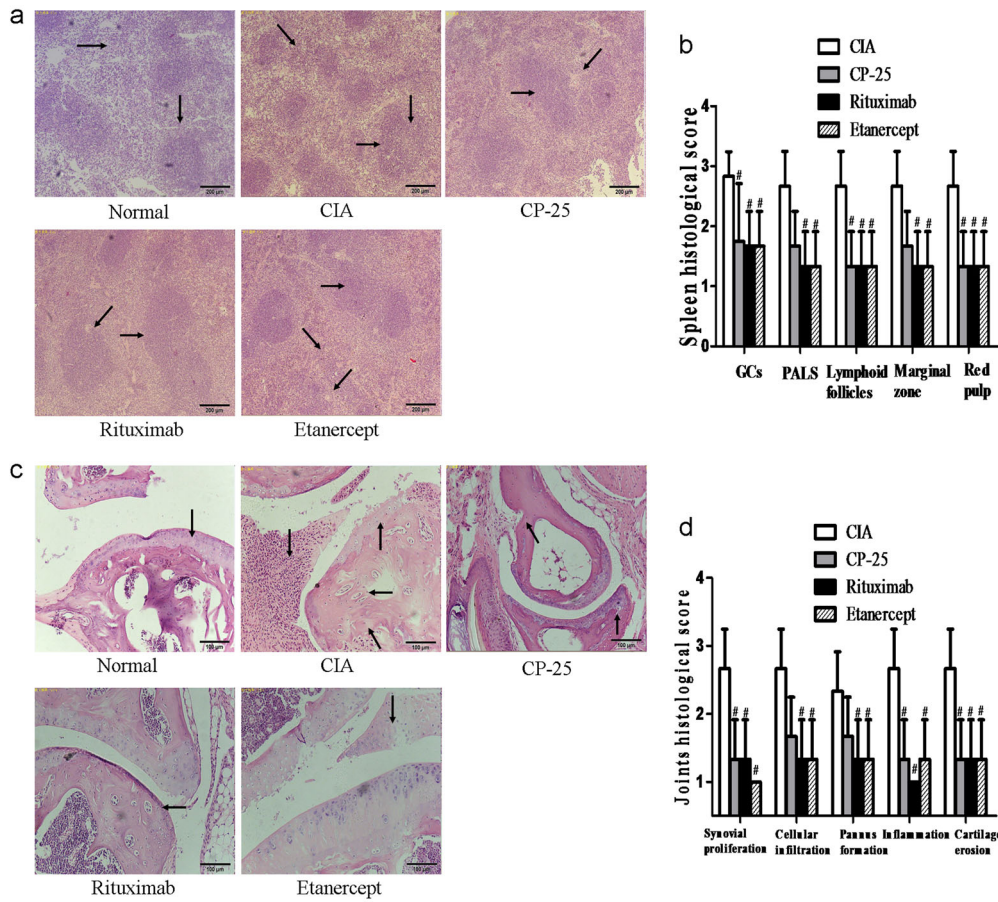 a
200 µm
200 µm
200 µm
Normal
CIA
CP-25
200 µm
200 µm
Rituximab
Etanercept
b
CIA
CP-25
Rituximab
Etanercept
Spleen histological score
4
3
2
1
0
# # # #
# #
# # #
# #
# # #
GCs
PALS
Lymphoid
follicles
Marginal
zone
Red
pulp
c
100 µm
100 µm
100 µm
Normal
CIA
CP-25
100 µm
100 µm
Rituximab
Etanercept
d
CIA
CP-25
Rituximab
Etanercept
Joints histological score
4
3
2
1
# # #
# #
# #
# # #
# # #
Synovial
proliferation
Cellular
infiltration
Pannus
formation
Inflammation
Cartilage
erosion